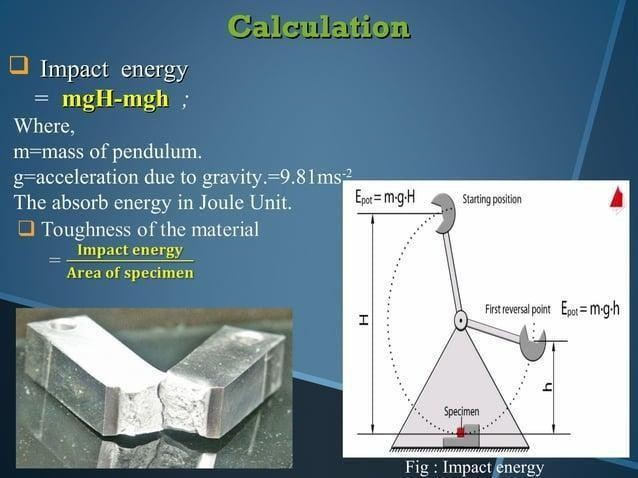 Calculation
Impact energy
= mgH-mgh ;
Where,
m=mass of pendulum.
g=acceleration due to gravity.=9.81ms-2
The absorb energy in Joule Unit.
Toughness of the material
= Impact energy
Area of specimen
Epot = m·g·H
Starting position
First reversal point
Epot = m·g·h
H
h
Specimen
Fig : Impact energy